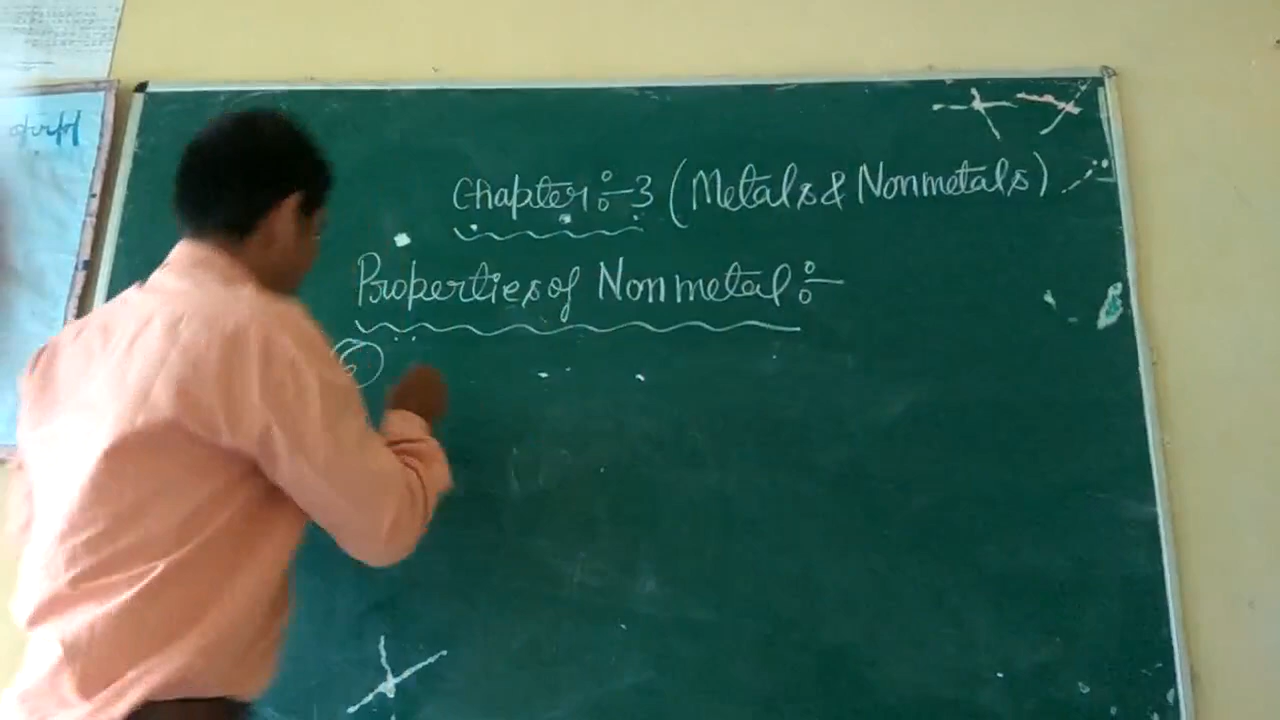 Chapter :- 3 (Metals & Nonmetals)
Properties of Nonmetal :-